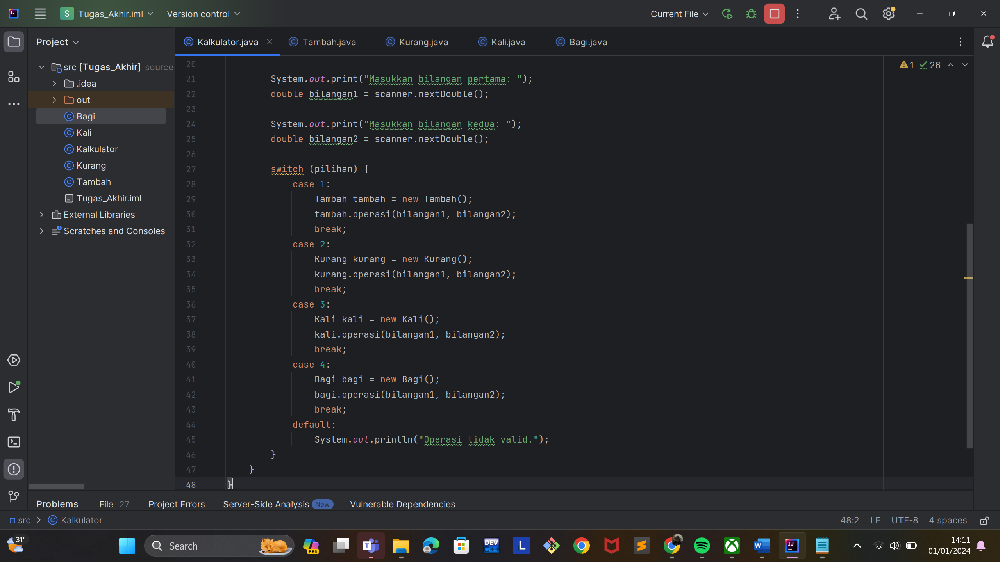 Tugas_Akhir.iml
Version control
Current File
S
IJ
Project
Kalkulator.java
Tambah.java
Kurang.java
Kali.java
Bagi.java
src [Tugas_Akhir] source
.idea
out
Bagi
Kali
Kalkulator
Kurang
Tambah
Tugas_Akhir.iml
External Libraries
Scratches and Consoles
1 26
20
21 System.out.print("Masukkan bilangan pertama: ");
22 double bilangan1 = scanner.nextDouble();
23
24 System.out.print("Masukkan bilangan kedua: ");
25 double bilangan2 = scanner.nextDouble();
26
27 switch (pilihan) {
28 case 1:
29 Tambah tambah = new Tambah();
30 tambah.operasi(bilangan1, bilangan2);
31 break;
32 case 2:
33 Kurang kurang = new Kurang();
34 kurang.operasi(bilangan1, bilangan2);
35 break;
36 case 3:
37 Kali kali = new Kali();
38 kali.operasi(bilangan1, bilangan2);
39 break;
40 case 4:
41 Bagi bagi = new Bagi();
42 bagi.operasi(bilangan1, bilangan2);
43 break;
44 default:
45 System.out.println("Operasi tidak valid.");
46 }
47 }
48 }
Problems File 27 Project Errors Server-Side Analysis New Vulnerable Dependencies
src > Kalkulator
48:2 LF UTF-8 4 spaces
31°
Search
PRE
T
DEV C++
L
W
IJ
14:11
01/01/2024